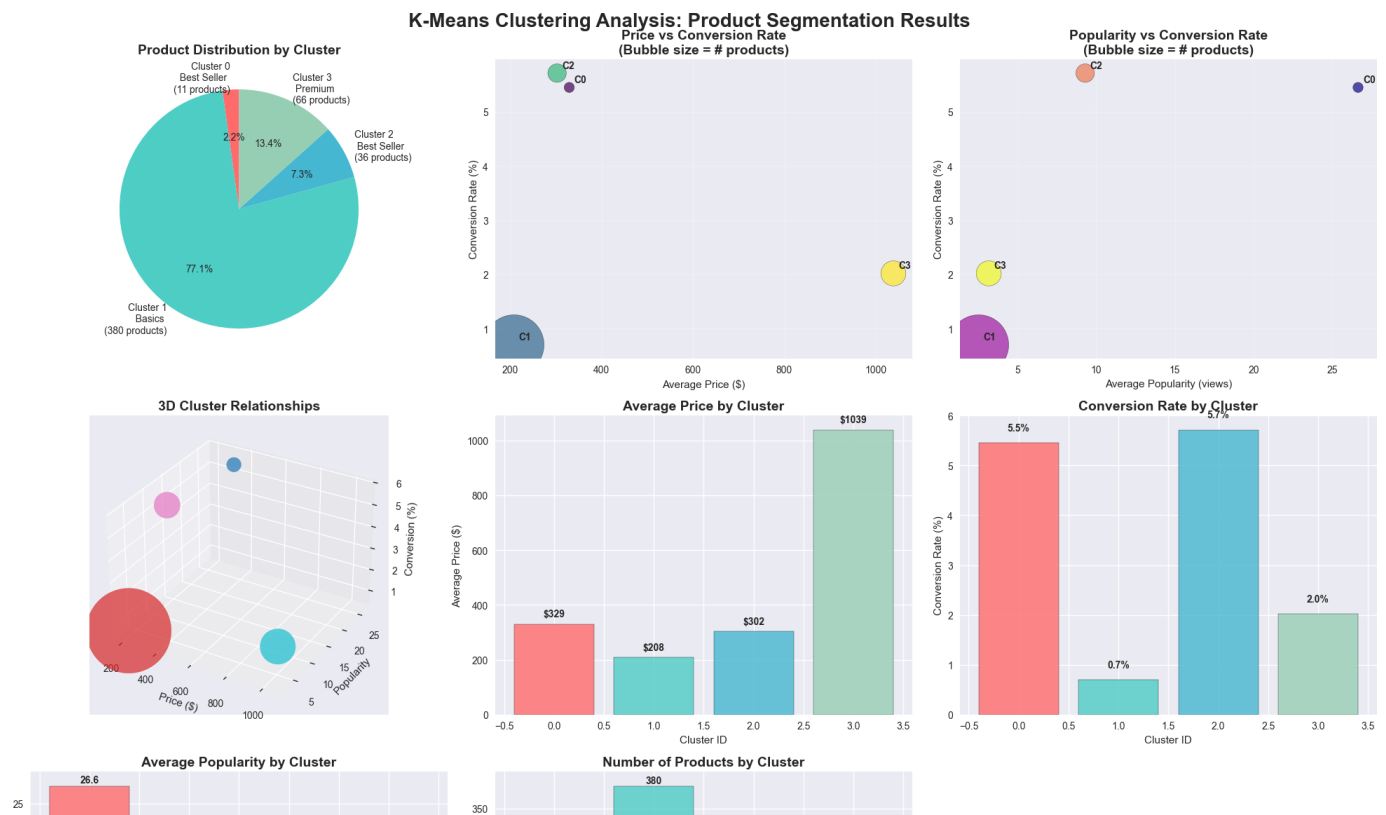 K-Means Clustering Analysis: Product Segmentation Results
Product Distribution by Cluster
Cluster 0
Best Seller
(11 products)
Cluster 3
Premium
(66 products)
Cluster 2
Best Seller
(36 products)
Cluster 1
Basics
(380 products)
2.2%
13.4%
7.3%
77.1%
Price vs Conversion Rate
(Bubble size = # products)
Conversion Rate (%)
5
4
3
2
1
C2
C0
C3
C1
200
400
600
800
1000
Average Price ($)
Popularity vs Conversion Rate
(Bubble size = # products)
Conversion Rate (%)
5
4
3
2
1
C2
C0
C3
C1
5
10
15
20
25
Average Popularity (views)
3D Cluster Relationships
6
5
4
3
2
1
Conversion (%)
25
20
15
10
5
Popularity
200
400
600
800
1000
Price ($)
Average Price by Cluster
Average Price ($)
1000
800
600
400
200
0
$329
$208
$302
$1039
−0.5
0.0
0.5
1.0
1.5
2.0
2.5
3.0
3.5
Cluster ID
Conversion Rate by Cluster
Conversion Rate (%)
6
5
4
3
2
1
0
5.5%
0.7%
5.7%
2.0%
−0.5
0.0
0.5
1.0
1.5
2.0
2.5
3.0
3.5
Cluster ID
Average Popularity by Cluster
26.6
25
Number of Products by Cluster
380
350